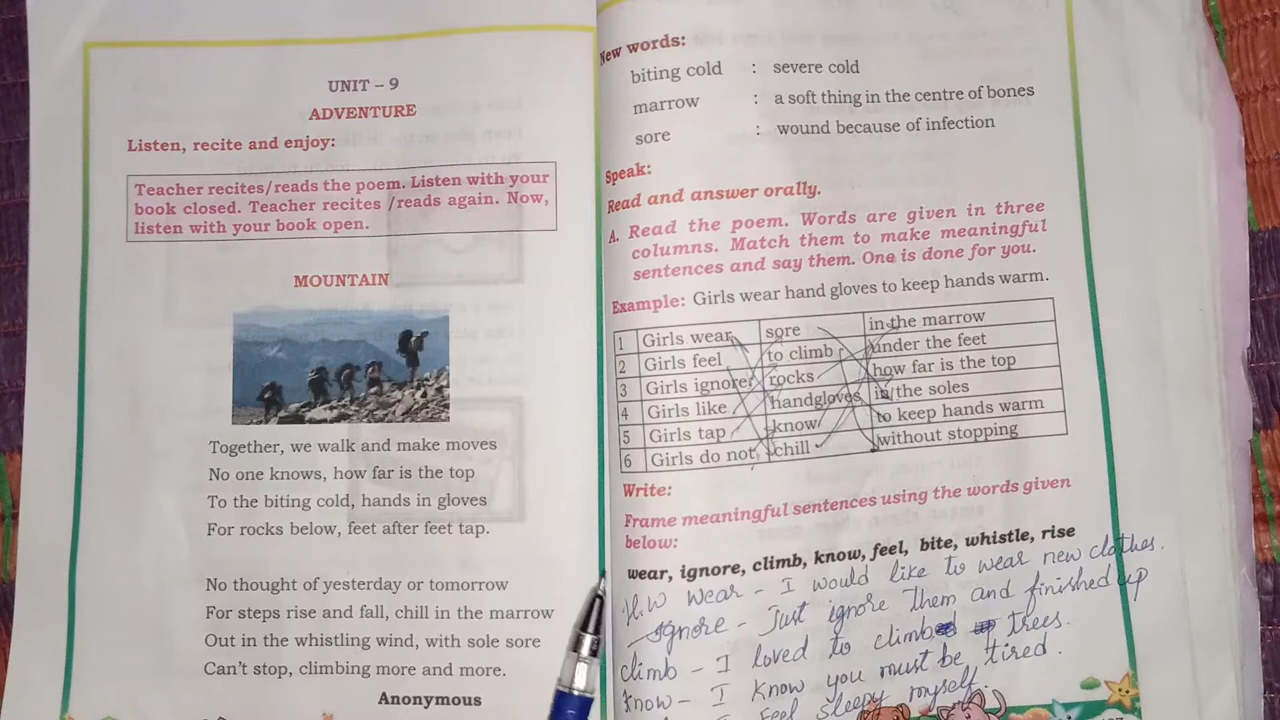 UNIT – 9
ADVENTURE
Listen, recite and enjoy:
Teacher recites/reads the poem. Listen with your
book closed. Teacher recites /reads again. Now,
listen with your book open.
MOUNTAIN
Together, we walk and make moves
No one knows, how far is the top
To the biting cold, hands in gloves
For rocks below, feet after feet tap.
No thought of yesterday or tomorrow
For steps rise and fall, chill in the marrow
Out in the whistling wind, with sole sore
Can't stop, climbing more and more.
Anonymous
New words:
biting cold : severe cold
marrow : a soft thing in the centre of bones
sore : wound because of infection
Speak:
Read and answer orally.
A. Read the poem. Words are given in three
columns. Match them to make meaningful
sentences and say them. One is done for you.
Example: Girls wear hand gloves to keep hands warm.
1 Girls wear sore in the marrow
2 Girls feel to climb under the feet
3 Girls ignore rocks how far is the top
4 Girls like handgloves in the soles
5 Girls tap know to keep hands warm
6 Girls do not chill without stopping
Write:
Frame meaningful sentences using the words given
below:
wear, ignore, climb, know, feel, bite, whistle, rise
H.W wear - I would like to wear new clothes.
Ignore - Just ignore them and finished up
climb - I loved to climb trees.
know - I know you must be tired.
feel sleepy myself.